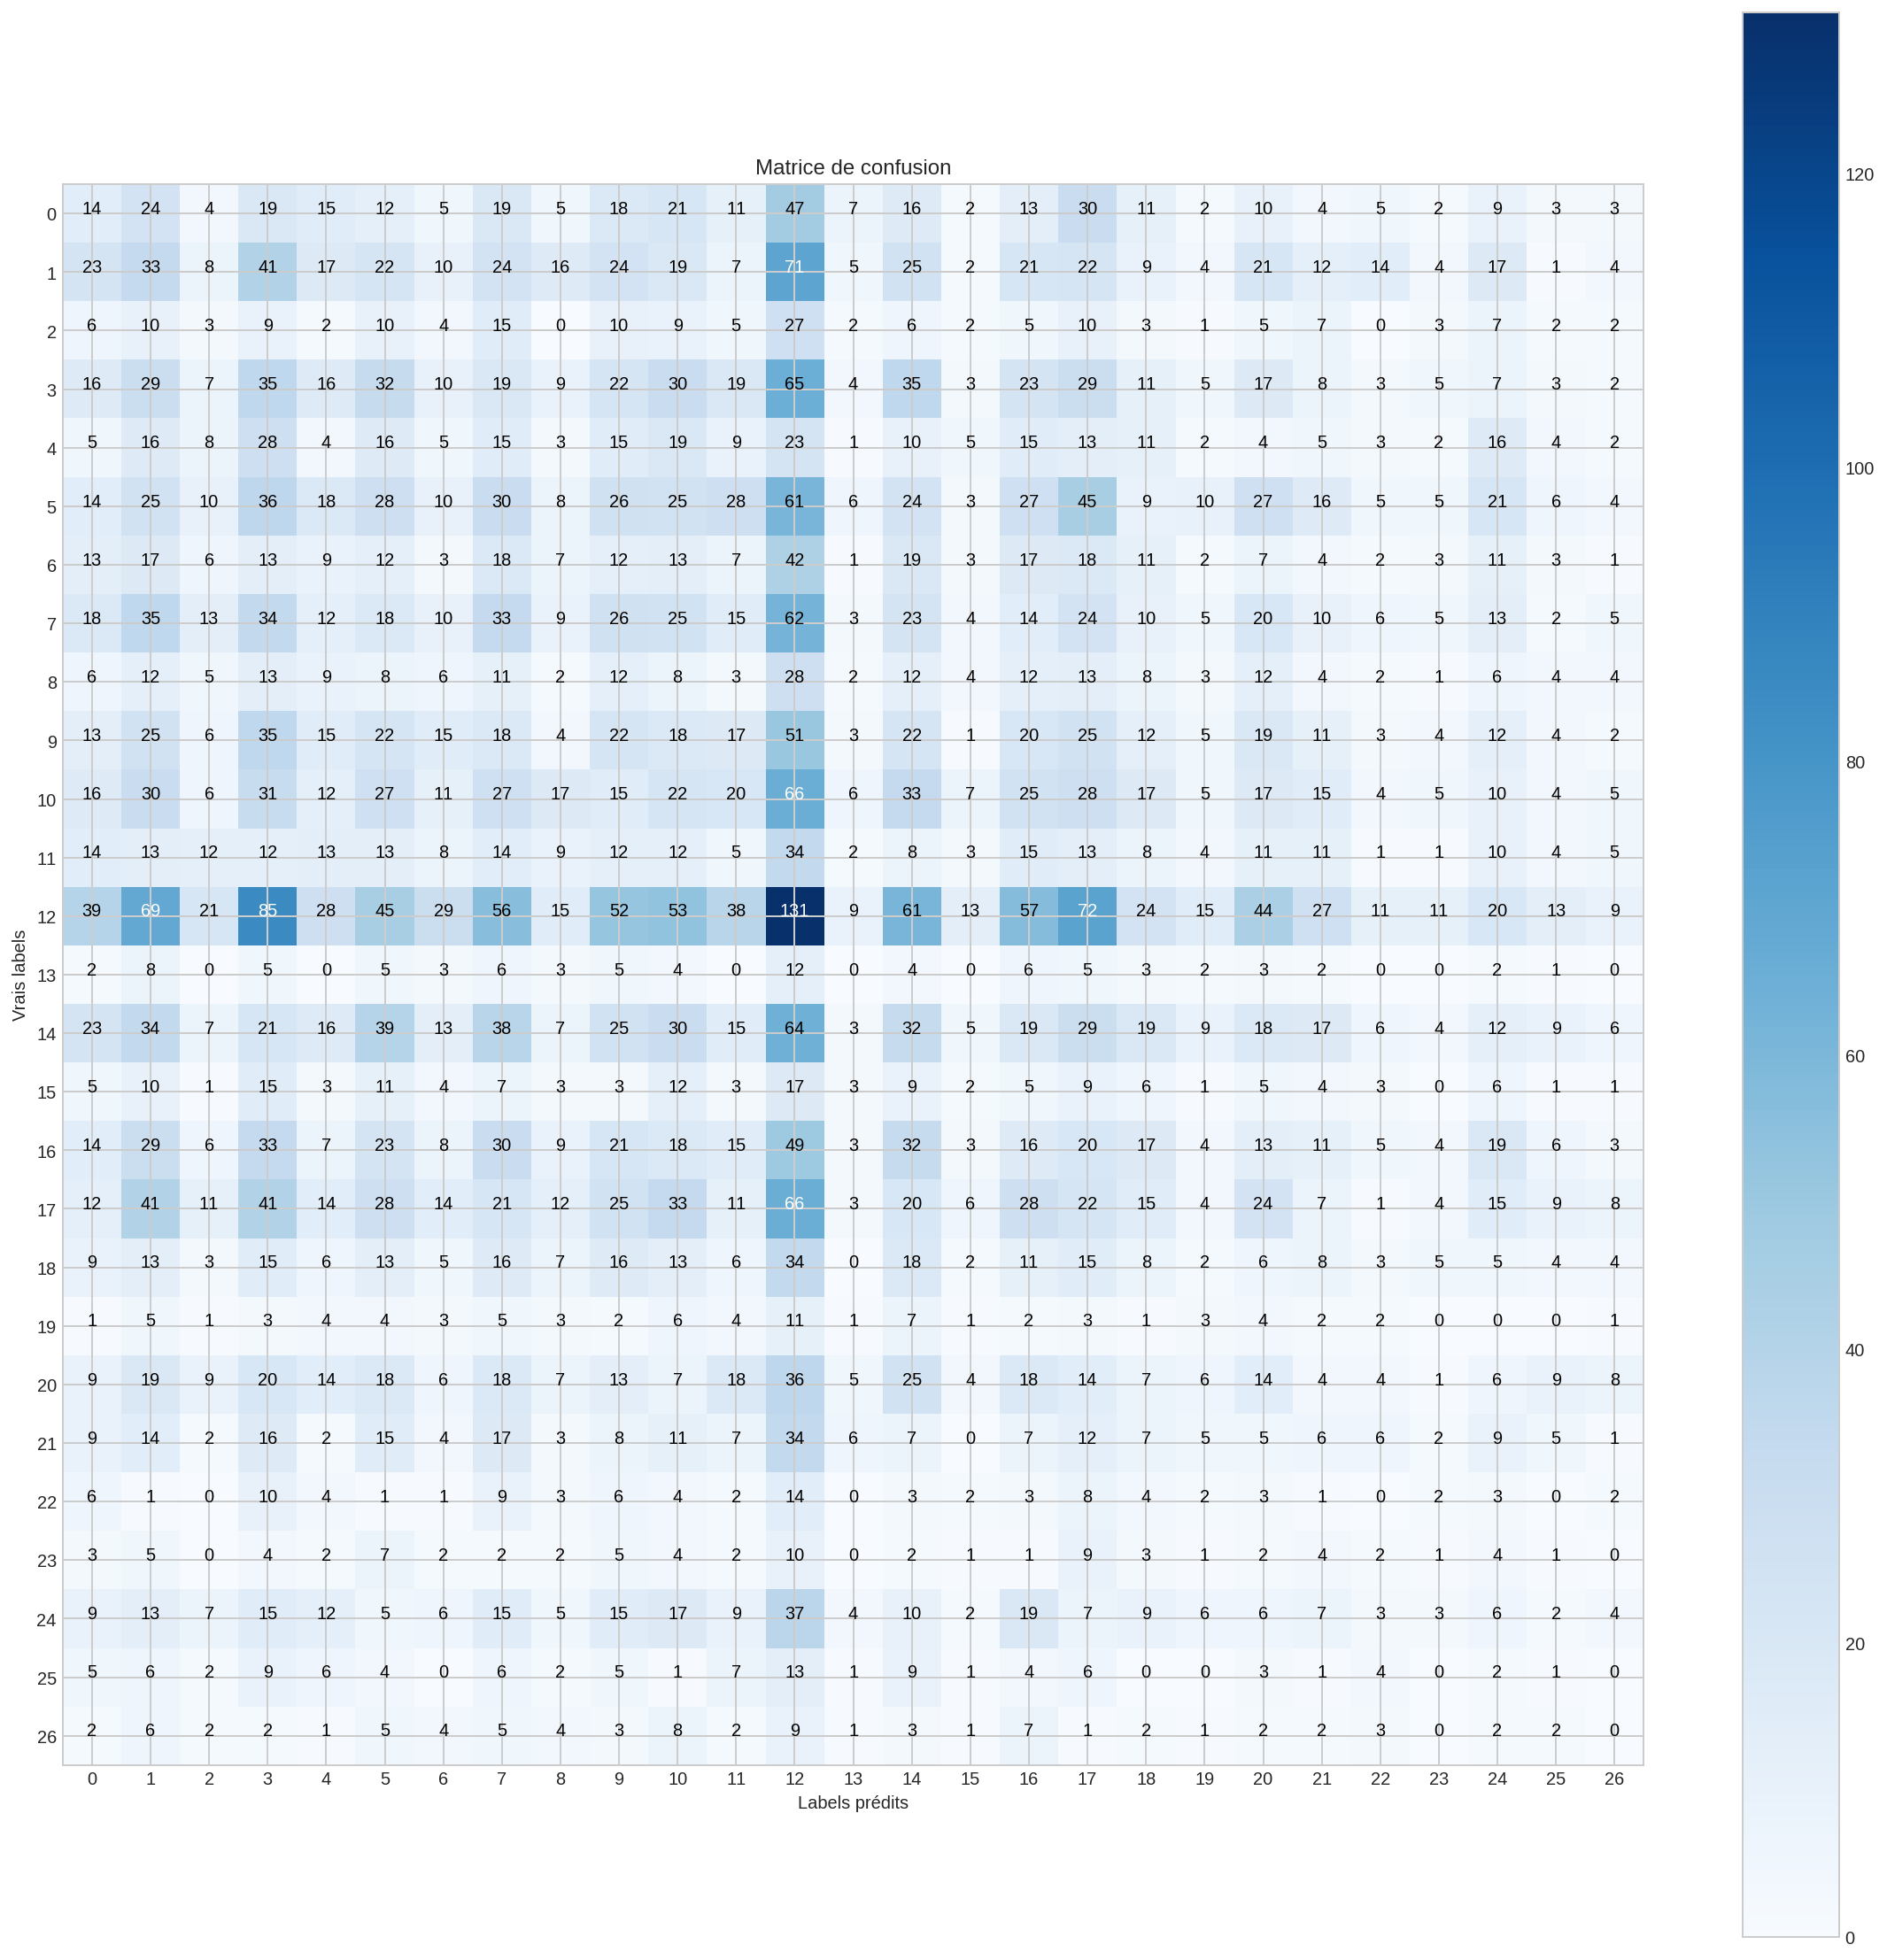 Matrice de confusion
0 14 24 4 19 15 12 5 19 5 18 21 11 47 7 16 2 13 30 11 2 10 4 5 2 9 3 3
1 23 33 8 41 17 22 10 24 16 24 19 7 71 5 25 2 21 22 9 4 21 12 14 4 17 1 4
2 6 10 3 9 2 10 4 15 0 10 9 5 27 2 6 2 5 10 3 1 5 7 0 3 7 2 2
3 16 29 7 35 16 32 10 19 9 22 30 19 65 4 35 3 23 29 11 5 17 8 3 5 7 3 2
4 5 16 8 28 4 16 5 15 3 15 19 9 23 1 10 5 15 13 11 2 4 5 3 2 16 4 2
5 14 25 10 36 18 28 10 30 8 26 25 28 61 6 24 3 27 45 9 10 27 16 5 5 21 6 4
6 13 17 6 13 9 12 3 18 7 12 13 7 42 1 19 3 17 18 11 2 7 4 2 3 11 3 1
7 18 35 13 34 12 18 10 33 9 26 25 15 62 3 23 4 14 24 10 5 20 10 6 5 13 2 5
8 6 12 5 13 9 8 6 11 2 12 8 3 28 2 12 4 12 13 8 3 12 4 2 1 6 4 4
9 13 25 6 35 15 22 15 18 4 22 18 17 51 3 22 1 20 25 12 5 19 11 3 4 12 4 2
10 16 30 6 31 12 27 11 27 17 15 22 20 66 6 33 7 25 28 17 5 17 15 4 5 10 4 5
11 14 13 12 12 13 13 8 14 9 12 12 5 34 2 8 3 15 13 8 4 11 11 1 1 10 4 5
12 39 69 21 85 28 45 29 56 15 52 53 38 131 9 61 13 57 72 24 15 44 27 11 11 20 13 9
13 2 8 0 5 0 5 3 6 3 5 4 0 12 0 4 0 6 5 3 2 3 2 0 0 2 1 0
14 23 34 7 21 16 39 13 38 7 25 30 15 64 3 32 5 19 29 19 9 18 17 6 4 12 9 6
15 5 10 1 15 3 11 4 7 3 3 12 3 17 3 9 2 5 9 6 1 5 4 3 0 6 1 1
16 14 29 6 33 7 23 8 30 9 21 18 15 49 3 32 3 16 20 17 4 13 11 5 4 19 6 3
17 12 41 11 41 14 28 14 21 12 25 33 11 66 3 20 6 28 22 15 4 24 7 1 4 15 9 8
18 9 13 3 15 6 13 5 16 7 16 13 6 34 0 18 2 11 15 8 2 6 8 3 5 5 4 4
19 1 5 1 3 4 4 3 5 3 2 6 4 11 1 7 1 2 3 1 3 4 2 2 0 0 0 1
20 9 19 9 20 14 18 6 18 7 13 7 18 36 5 25 4 18 14 7 6 14 4 4 1 6 9 8
21 9 14 2 16 2 15 4 17 3 8 11 7 34 6 7 0 7 12 7 5 5 6 6 2 9 5 1
22 6 1 0 10 4 1 1 9 3 6 4 2 14 0 3 2 3 8 4 2 3 1 0 2 3 0 2
23 3 5 0 4 2 7 2 2 2 5 4 2 10 0 2 1 1 9 3 1 2 4 2 1 4 1 0
24 9 13 7 15 12 5 6 15 5 15 17 9 37 4 10 2 19 7 9 6 6 7 3 3 6 2 4
25 5 6 2 9 6 4 0 6 2 5 1 7 13 1 9 1 4 6 0 0 3 1 4 0 2 1 0
26 2 6 2 2 1 5 4 5 4 3 8 2 9 1 3 1 7 1 2 1 2 2 3 0 2 2 0
0 1 2 3 4 5 6 7 8 9 10 11 12 13 14 15 16 17 18 19 20 21 22 23 24 25 26
Labels prédits
Vrais labels
120
100
80
60
40
20
0